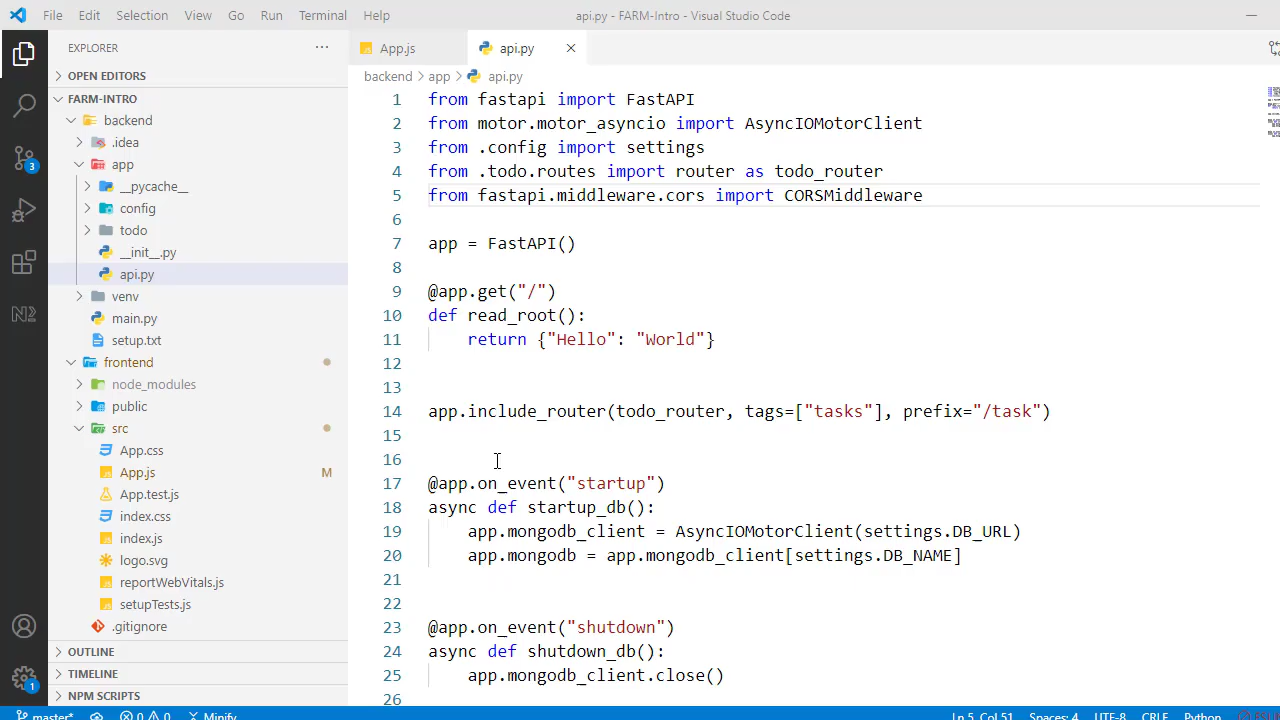 File Edit Selection View Go Run Terminal Help api.py - FARM-Intro - Visual Studio Code
EXPLORER ···
OPEN EDITORS
FARM-INTRO
backend
.idea
app
__pycache__
config
todo
__init__.py
api.py
venv
main.py
setup.txt
frontend
node_modules
public
src
App.css
App.js M
App.test.js
index.css
index.js
logo.svg
reportWebVitals.js
setupTests.js
.gitignore
OUTLINE
TIMELINE
NPM SCRIPTS
3
1
App.js api.py
backend > app > api.py
1 from fastapi import FastAPI
2 from motor.motor_asyncio import AsyncIOMotorClient
3 from .config import settings
4 from .todo.routes import router as todo_router
5 from fastapi.middleware.cors import CORSMiddleware
6
7 app = FastAPI()
8
9 @app.get("/")
10 def read_root():
11 return {"Hello": "World"}
12
13
14 app.include_router(todo_router, tags=["tasks"], prefix="/task")
15
16
17 @app.on_event("startup")
18 async def startup_db():
19 app.mongodb_client = AsyncIOMotorClient(settings.DB_URL)
20 app.mongodb = app.mongodb_client[settings.DB_NAME]
21
22
23 @app.on_event("shutdown")
24 async def shutdown_db():
25 app.mongodb_client.close()
26
master* 0 0 Minify Ln 5, Col 51 Spaces: 4 UTF-8 CRLF Python